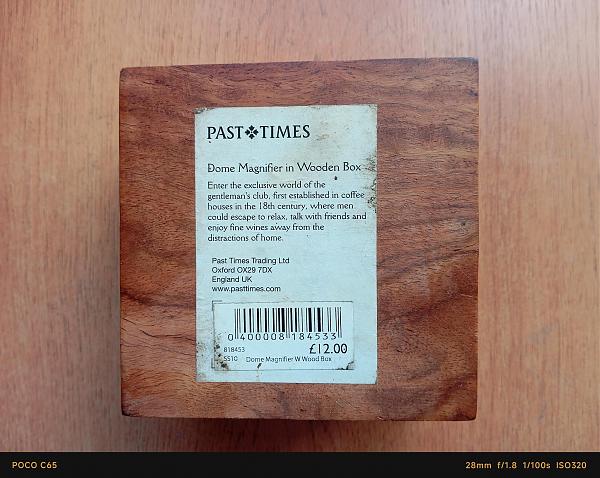 PAST TIMES
Dome Magnifier in Wooden Box
Enter the exclusive world of the
gentleman's club, first established in coffee
houses in the 18th century, where men
could escape to relax, talk with friends and
enjoy fine wines away from the
distractions of home.
Past Times Trading Ltd
Oxford OX29 7DX
England UK
www.pasttimes.com
0 400008 184533
818453 £12.00
5510 Dome Magnifier W Wood Box
POCO C65 28mm f/1.8 1/100s ISO320